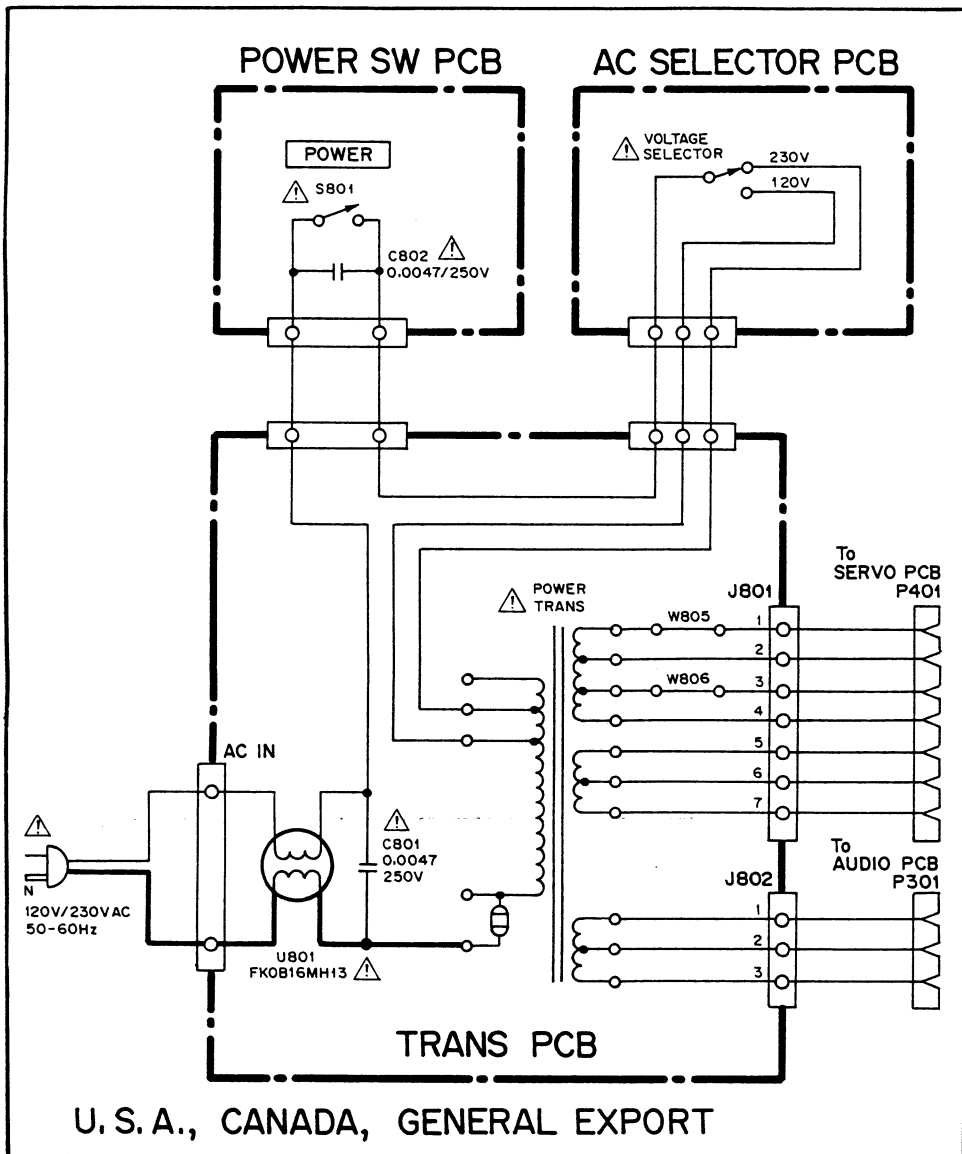 POWER SW PCB
AC SELECTOR PCB
POWER
S801
C802
0.0047/250V
VOLTAGE
SELECTOR
230V
120V
To
SERVO PCB
P401
J801
POWER
TRANS
W805
W806
1
2
3
4
5
6
7
AC IN
N
120V/230VAC
50-60Hz
C801
0.0047
250V
U801
FKOB16MH13
To
AUDIO PCB
P301
J802
1
2
3
TRANS PCB
U.S.A., CANADA, GENERAL EXPORT